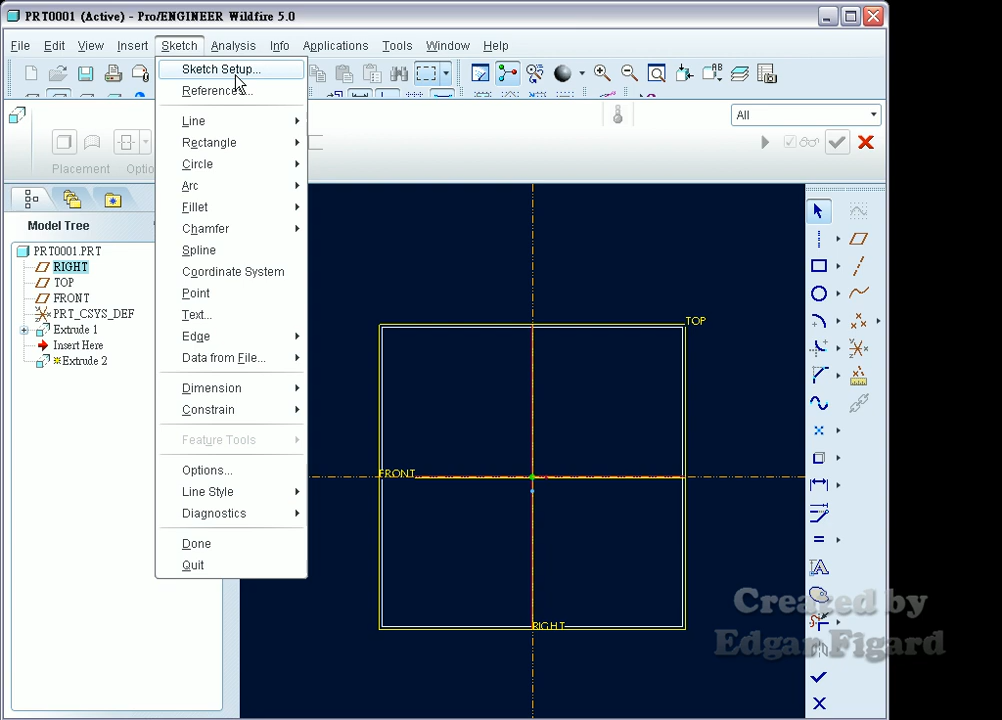 PRT0001 (Active) - Pro/ENGINEER Wildfire 5.0
File Edit View Insert Sketch Analysis Info Applications Tools Window Help
Sketch Setup...
All
Line
Rectangle
Placement
Circle
Arc
Fillet
Model Tree
Chamfer
PRT0001.PRT
Spline
RIGHT
Coordinate System
TOP
FRONT
Point
PRT_CSYS_DEF
Text...
Extrude 1
Edge
Insert Here
Data from File...
Extrude 2
Dimension
Constrain
Feature Tools
Options...
Line Style
Diagnostics
Done
Quit
TOP
FRONT
RIGHT
Created by
Edgar Figard